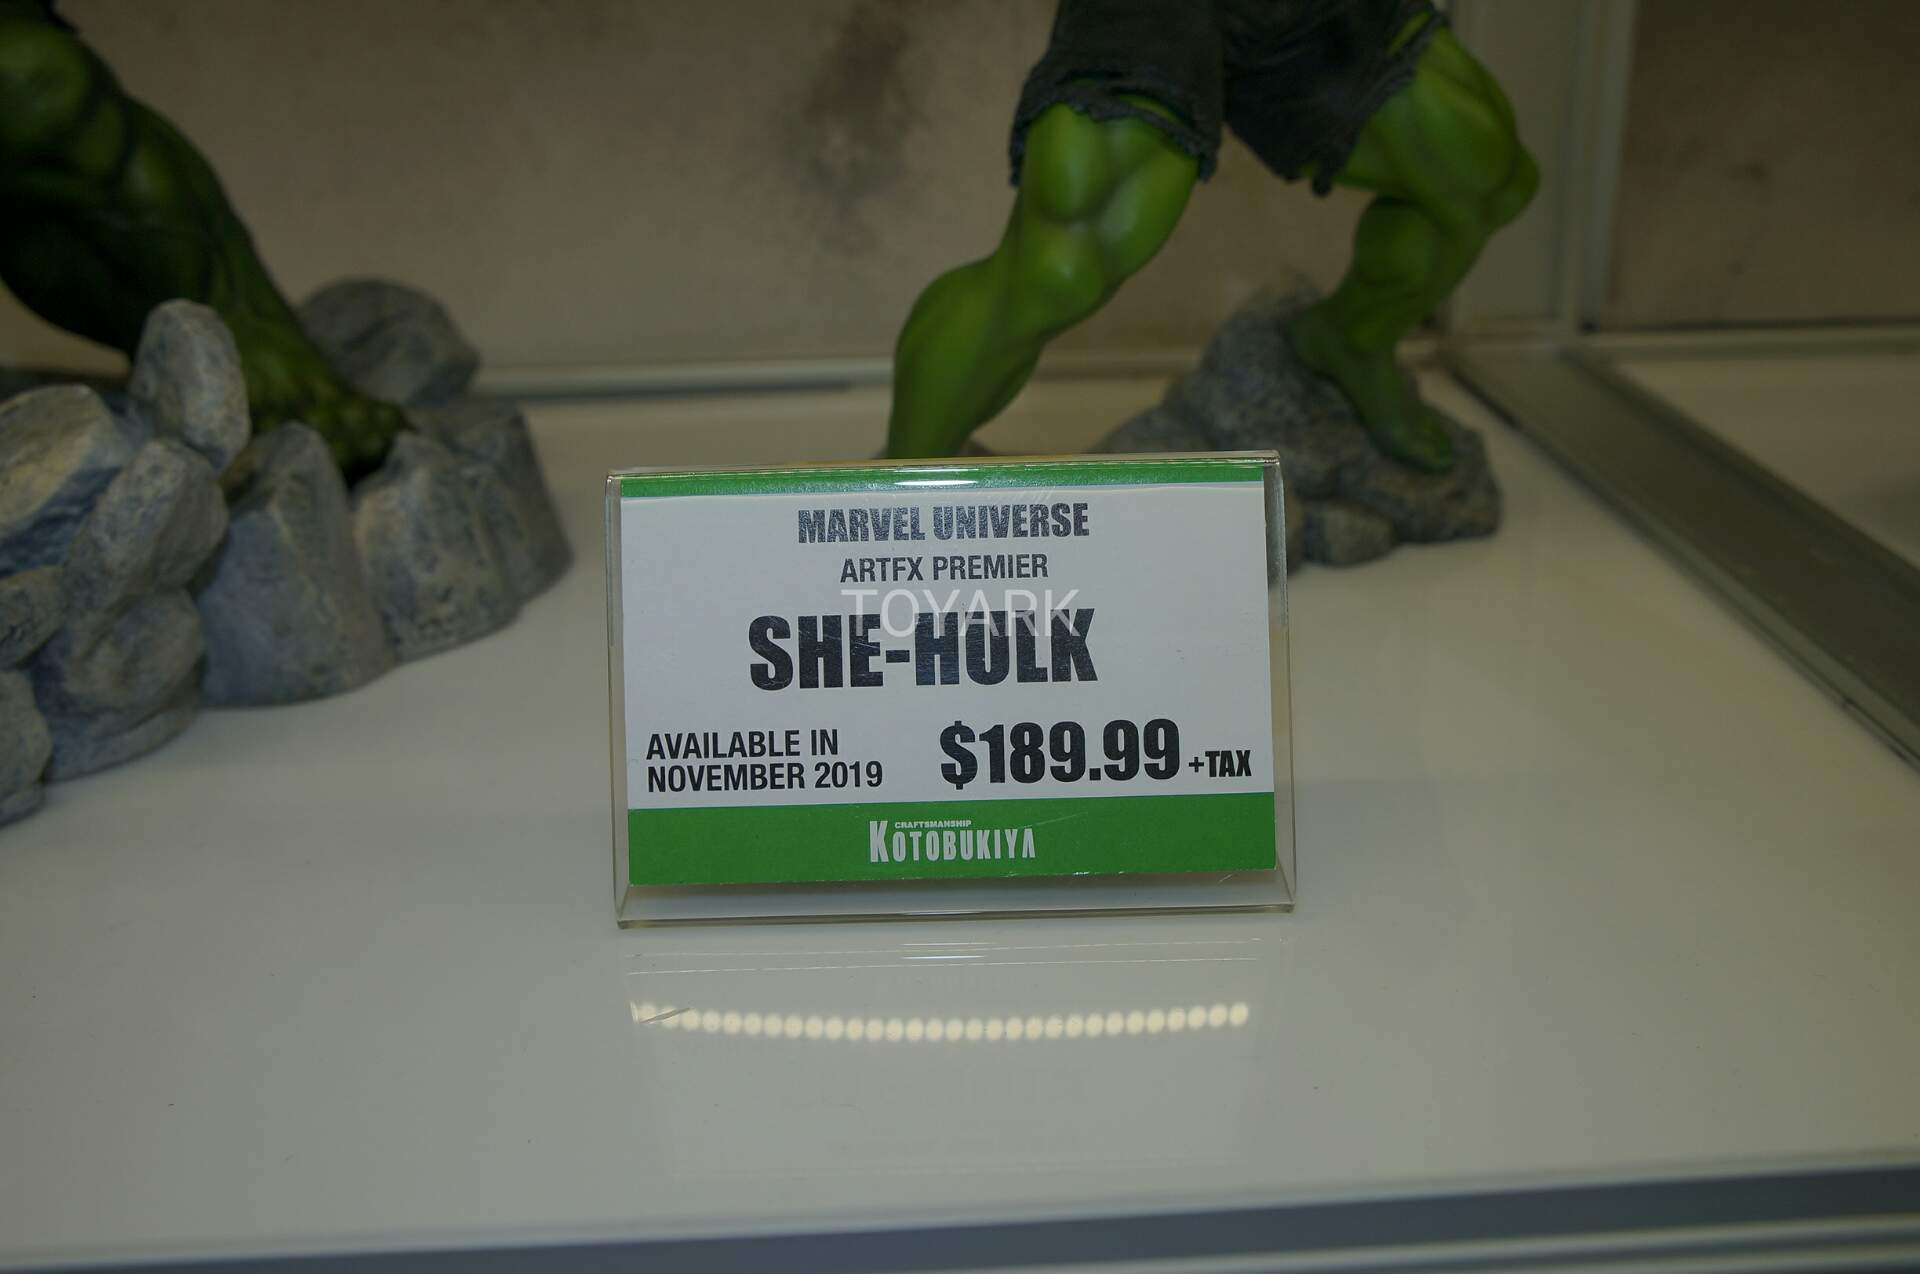 MARVEL UNIVERSE
ARTFX PREMIER
TOYARK
SHE-HULK
AVAILABLE IN
NOVEMBER 2019
$189.99 +TAX
CRAFTSMANSHIP
KOTOBUKIYA